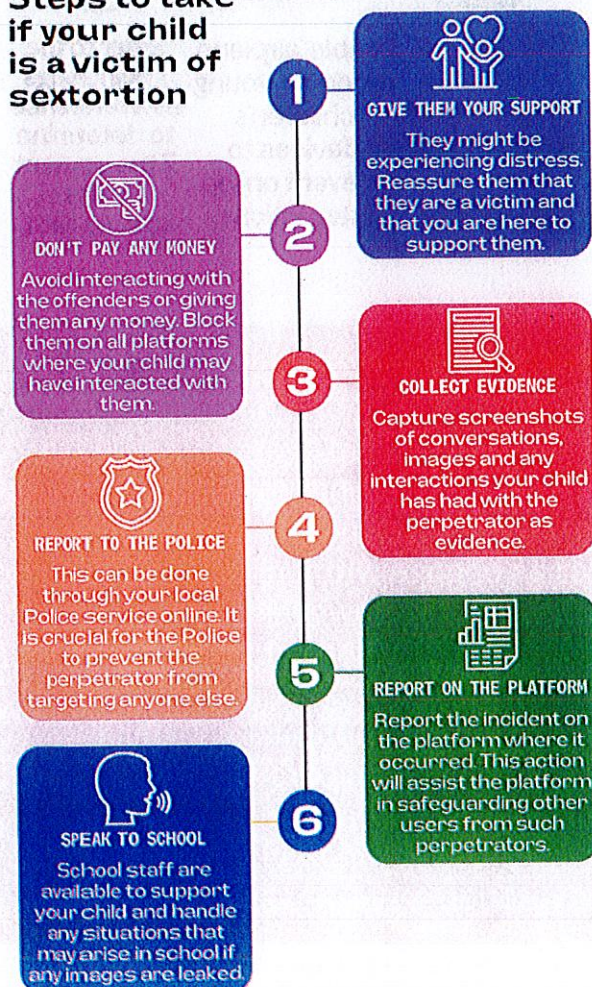 Steps to take
if your child
is a victim of
sextortion
1
GIVE THEM YOUR SUPPORT
They might be
experiencing distress.
Reassure them that
they are a victim and
that you are here to
support them.
2
DON'T PAY ANY MONEY
Avoid interacting with
the offenders or giving
them any money. Block
them on all platforms
where your child may
have interacted with
them.
3
COLLECT EVIDENCE
Capture screenshots
of conversations,
images and any
interactions your child
has had with the
perpetrator as
evidence.
4
REPORT TO THE POLICE
This can be done
through your local
Police service online. It
is crucial for the Police
to prevent the
perpetrator from
targeting anyone else.
5
REPORT ON THE PLATFORM
Report the incident on
the platform where it
occurred. This action
will assist the platform
in safeguarding other
users from such
perpetrators.
6
SPEAK TO SCHOOL
School staff are
available to support
your child and handle
any situations that
may arise in school if
any images are leaked.